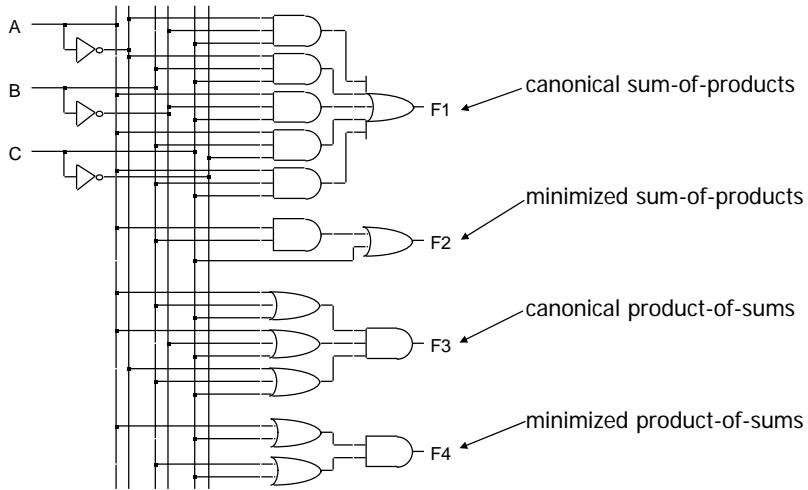 A
B
C
F1
canonical sum-of-products
F2
minimized sum-of-products
F3
canonical product-of-sums
F4
minimized product-of-sums